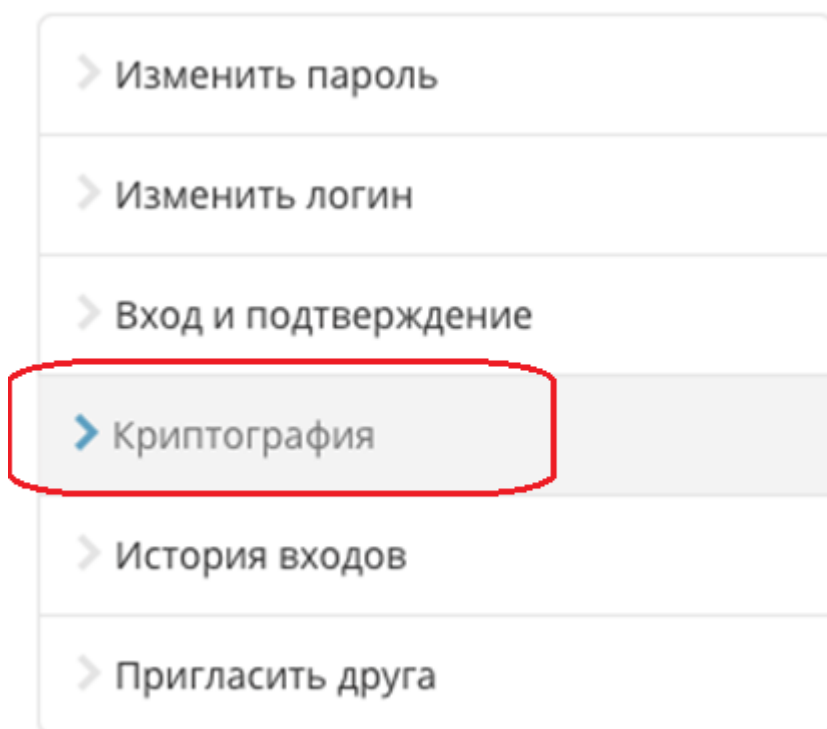 Изменить пароль
Изменить логин
Вход и подтверждение
Криптография
История входов
Пригласить друга